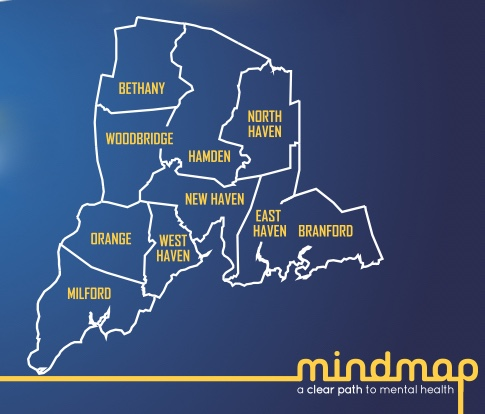 BETHANY
WOODBRIDGE
NORTH
HAVEN
HAMDEN
NEW HAVEN
EAST
HAVEN
BRANFORD
ORANGE
WEST
HAVEN
MILFORD
mindmap
a clear path to mental health